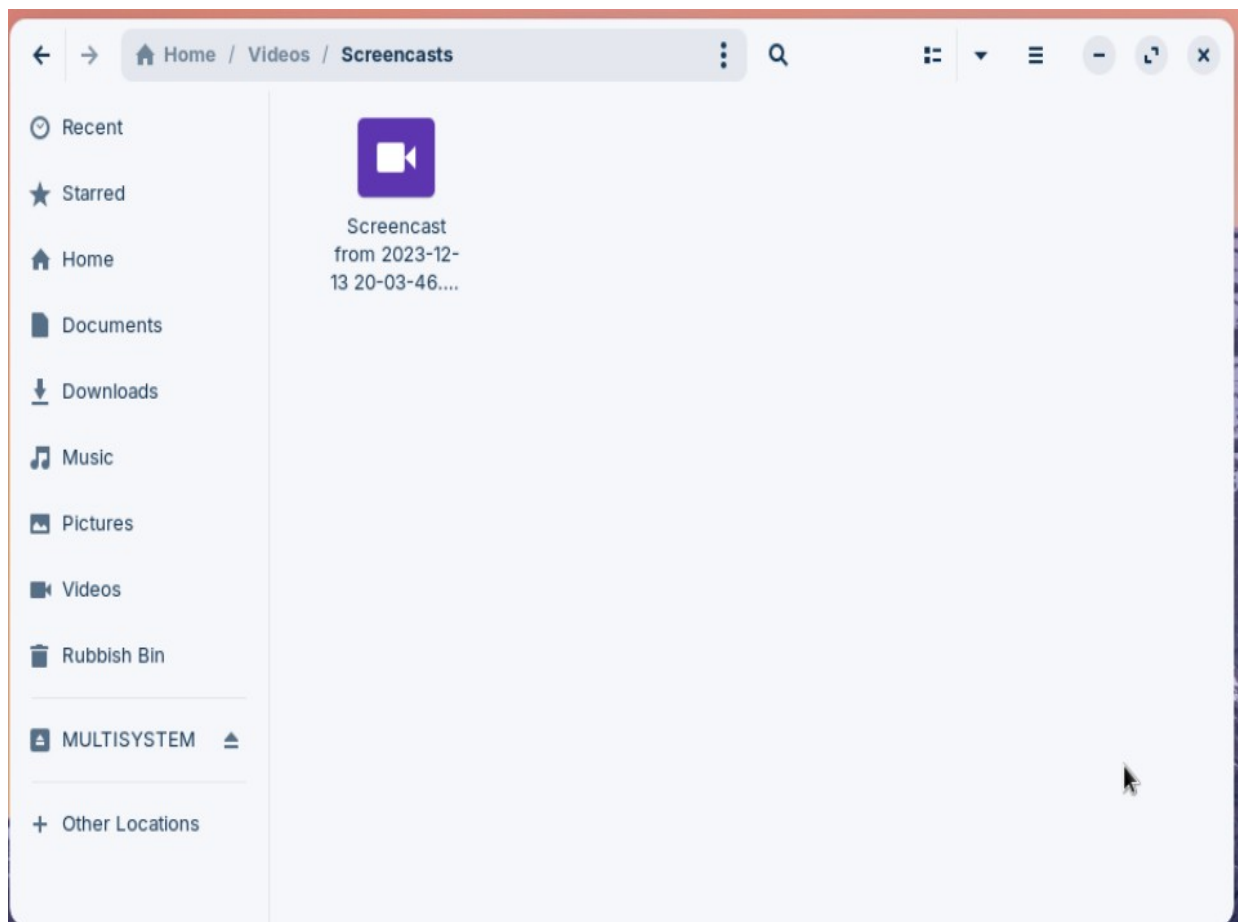 Home / Videos / Screencasts
Recent
Starred
Home
Documents
Downloads
Music
Pictures
Videos
Rubbish Bin
MULTISYSTEM
Other Locations
Screencast
from 2023-12-
13 20-03-46....